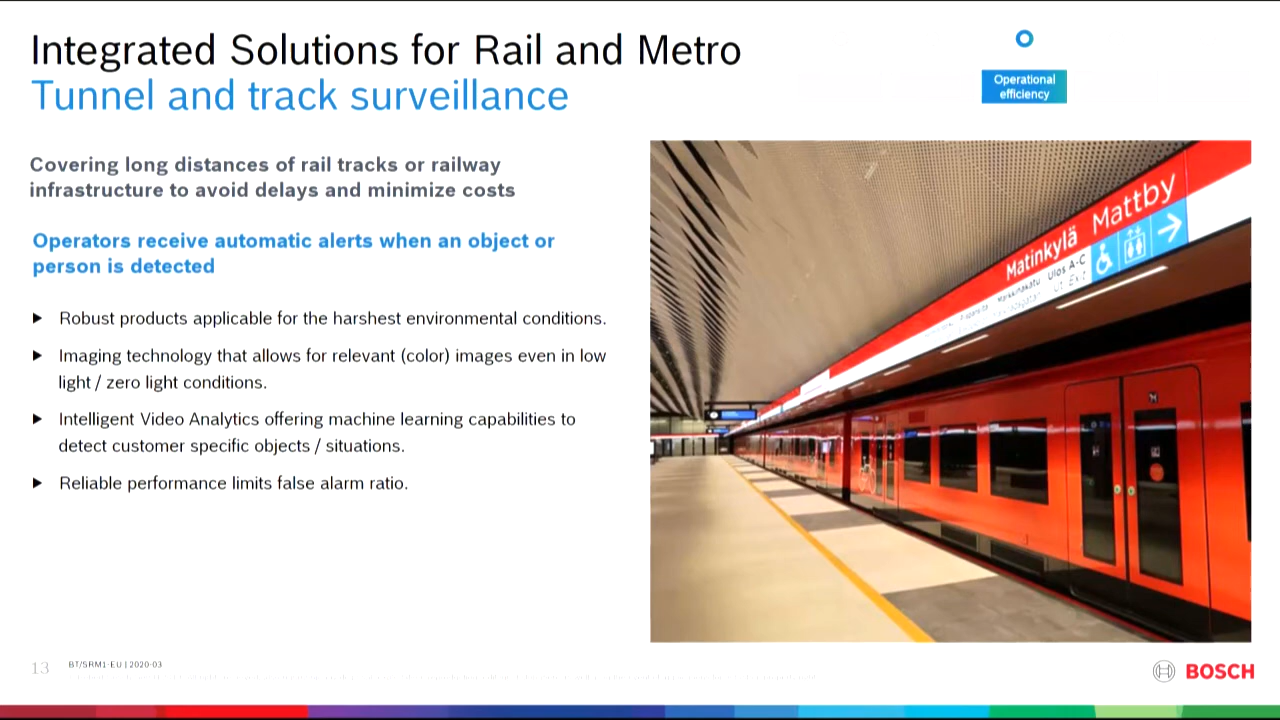 Integrated Solutions for Rail and Metro
Tunnel and track surveillance
Operational
efficiency
Covering long distances of rail tracks or railway
infrastructure to avoid delays and minimize costs
Operators receive automatic alerts when an object or
person is detected
Robust products applicable for the harshest environmental conditions.
Imaging technology that allows for relevant (color) images even in low
light / zero light conditions.
Intelligent Video Analytics offering machine learning capabilities to
detect customer specific objects / situations.
Reliable performance limits false alarm ratio.
Matinkylä Mattby
Ulos A-C
Ut Exit
13
BT/SRM1-EU | 2020-03
BOSCH